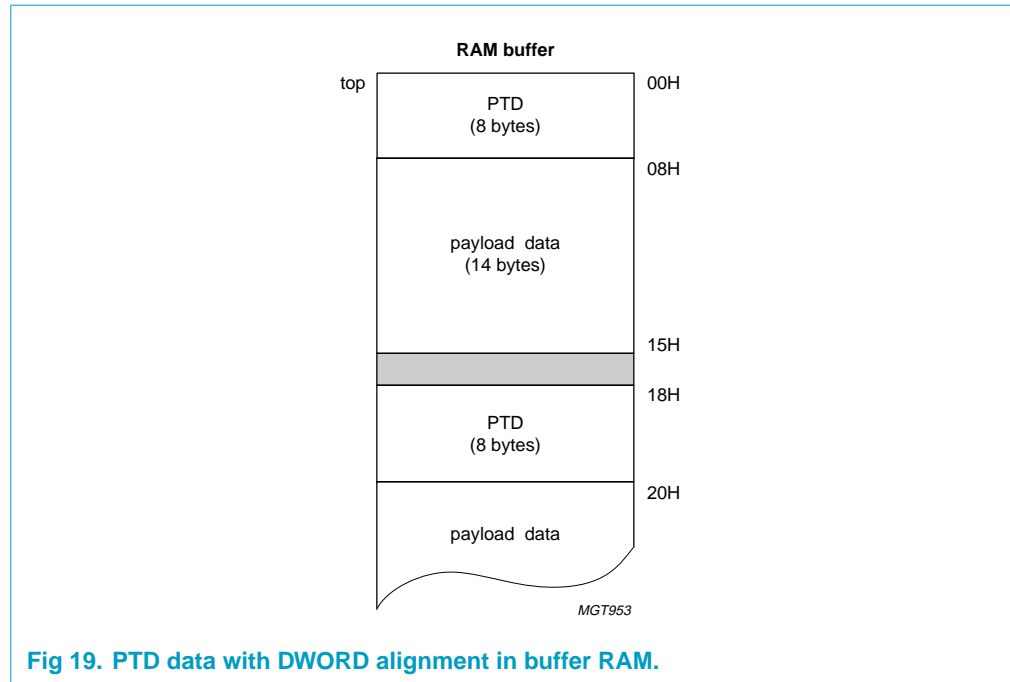 RAM buffer
top
00H
PTD
(8 bytes)
08H
payload data
(14 bytes)
15H
18H
PTD
(8 bytes)
20H
payload data
MGT953
Fig 19. PTD data with DWORD alignment in buffer RAM.